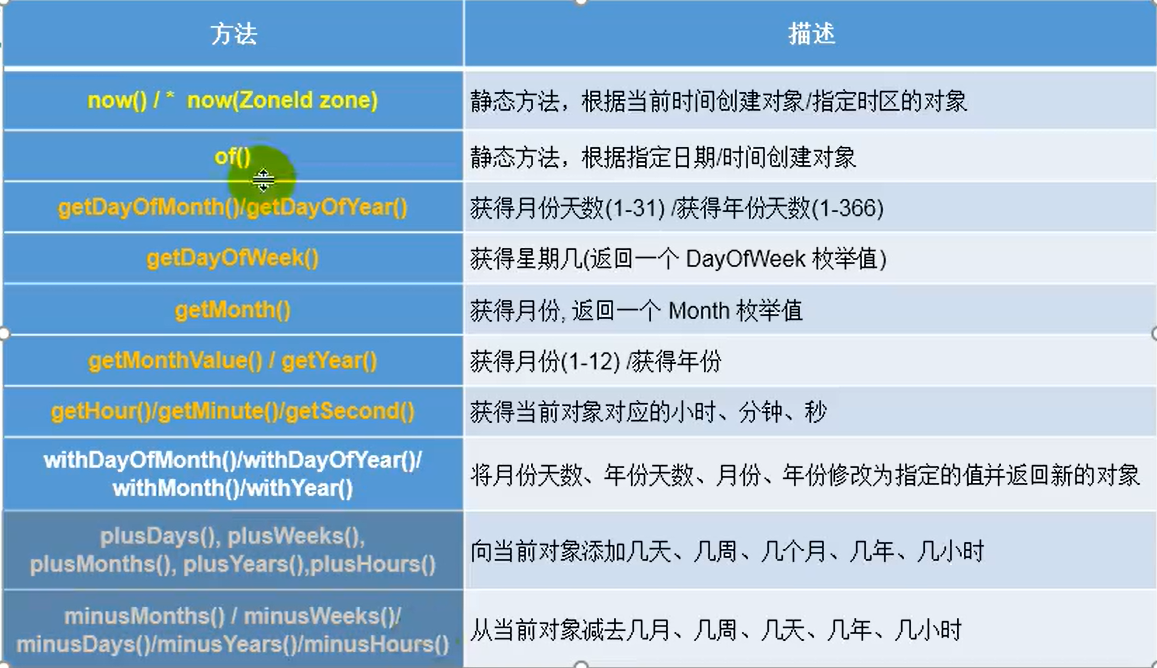 方法
描述
now() / * now(ZoneId zone)
静态方法，根据当前时间创建对象/指定时区的对象
of()
静态方法，根据指定日期/时间创建对象
getDayOfMonth()/getDayOfYear()
获得月份天数(1-31) /获得年份天数(1-366)
getDayOfWeek()
获得星期几(返回一个 DayOfWeek 枚举值)
getMonth()
获得月份, 返回一个 Month 枚举值
getMonthValue() / getYear()
获得月份(1-12) /获得年份
getHour()/getMinute()/getSecond()
获得当前对象对应的小时、分钟、秒
withDayOfMonth()/withDayOfYear()/
withMonth()/withYear()
将月份天数、年份天数、月份、年份修改为指定的值并返回新的对象
plusDays(), plusWeeks(),
plusMonths(), plusYears(),plusHours()
向当前对象添加几天、几周、几个月、几年、几小时
minusMonths() / minusWeeks()/
minusDays()/minusYears()/minusHours()
从当前对象减去几月、几周、几天、几年、几小时